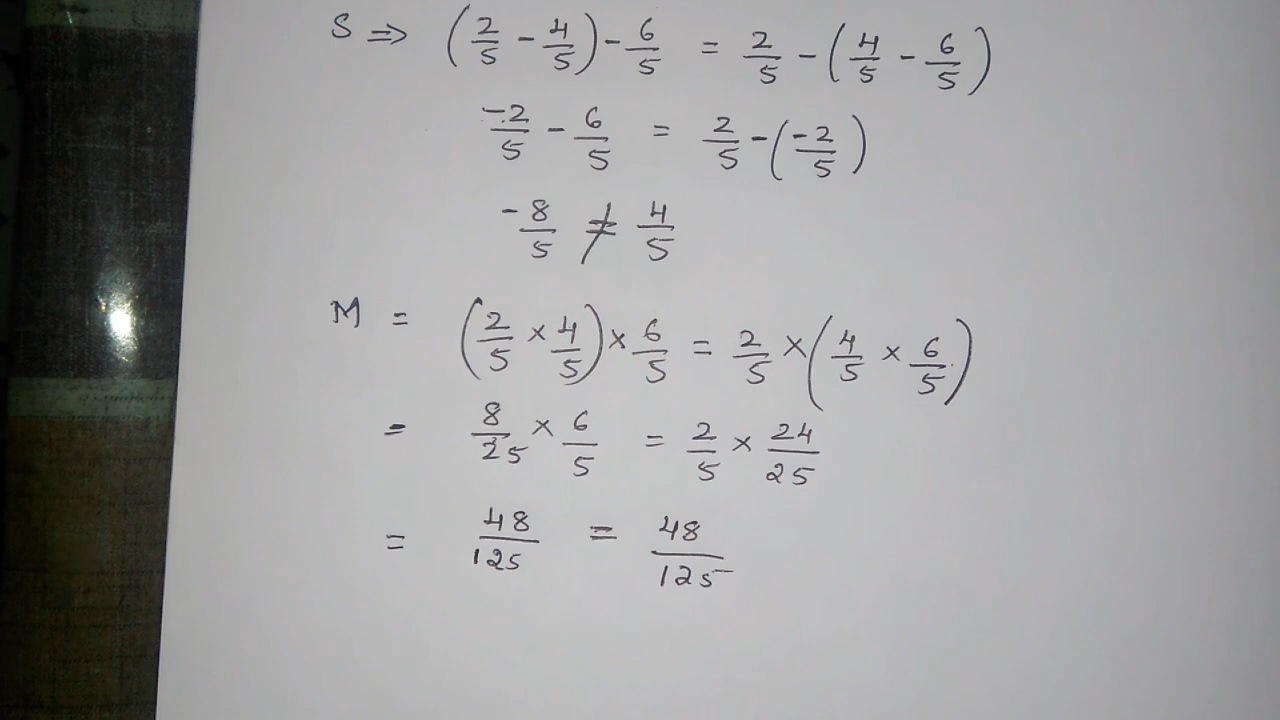 S ⇒ (2/5 - 4/5) - 6/5 = 2/5 - (4/5 - 6/5)
-2/5 - 6/5 = 2/5 - (-2/5)
-8/5 ≠ 4/5
M = (2/5 × 4/5) × 6/5 = 2/5 × (4/5 × 6/5)
= 8/25 × 6/5 = 2/5 × 24/25
= 48/125 = 48/125